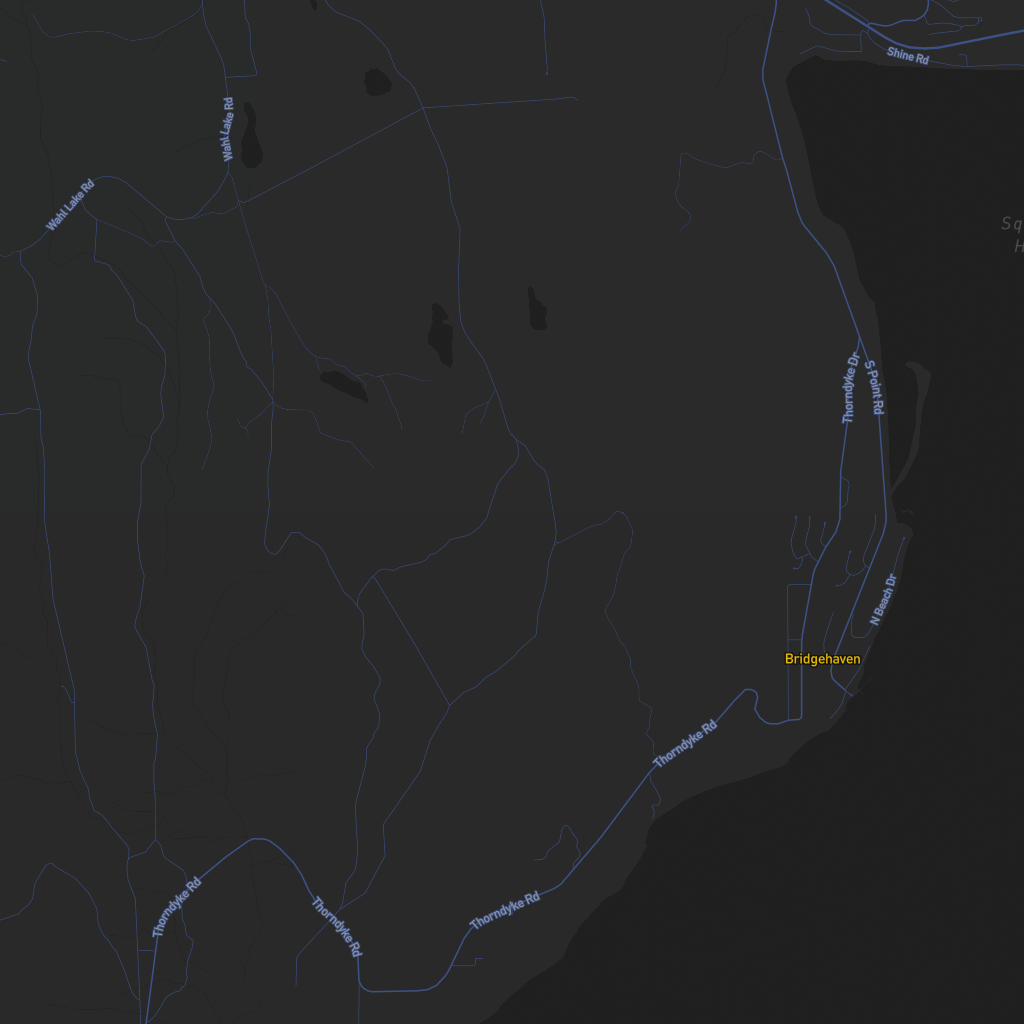 Shine Rd
Wahl Lake Rd
Wahl Lake Rd
Sq
H
Thorndyke Dr
S Point Rd
N Beach Dr
Bridgehaven
Thorndyke Rd
Thorndyke Rd
Thorndyke Rd
Thorndyke Rd